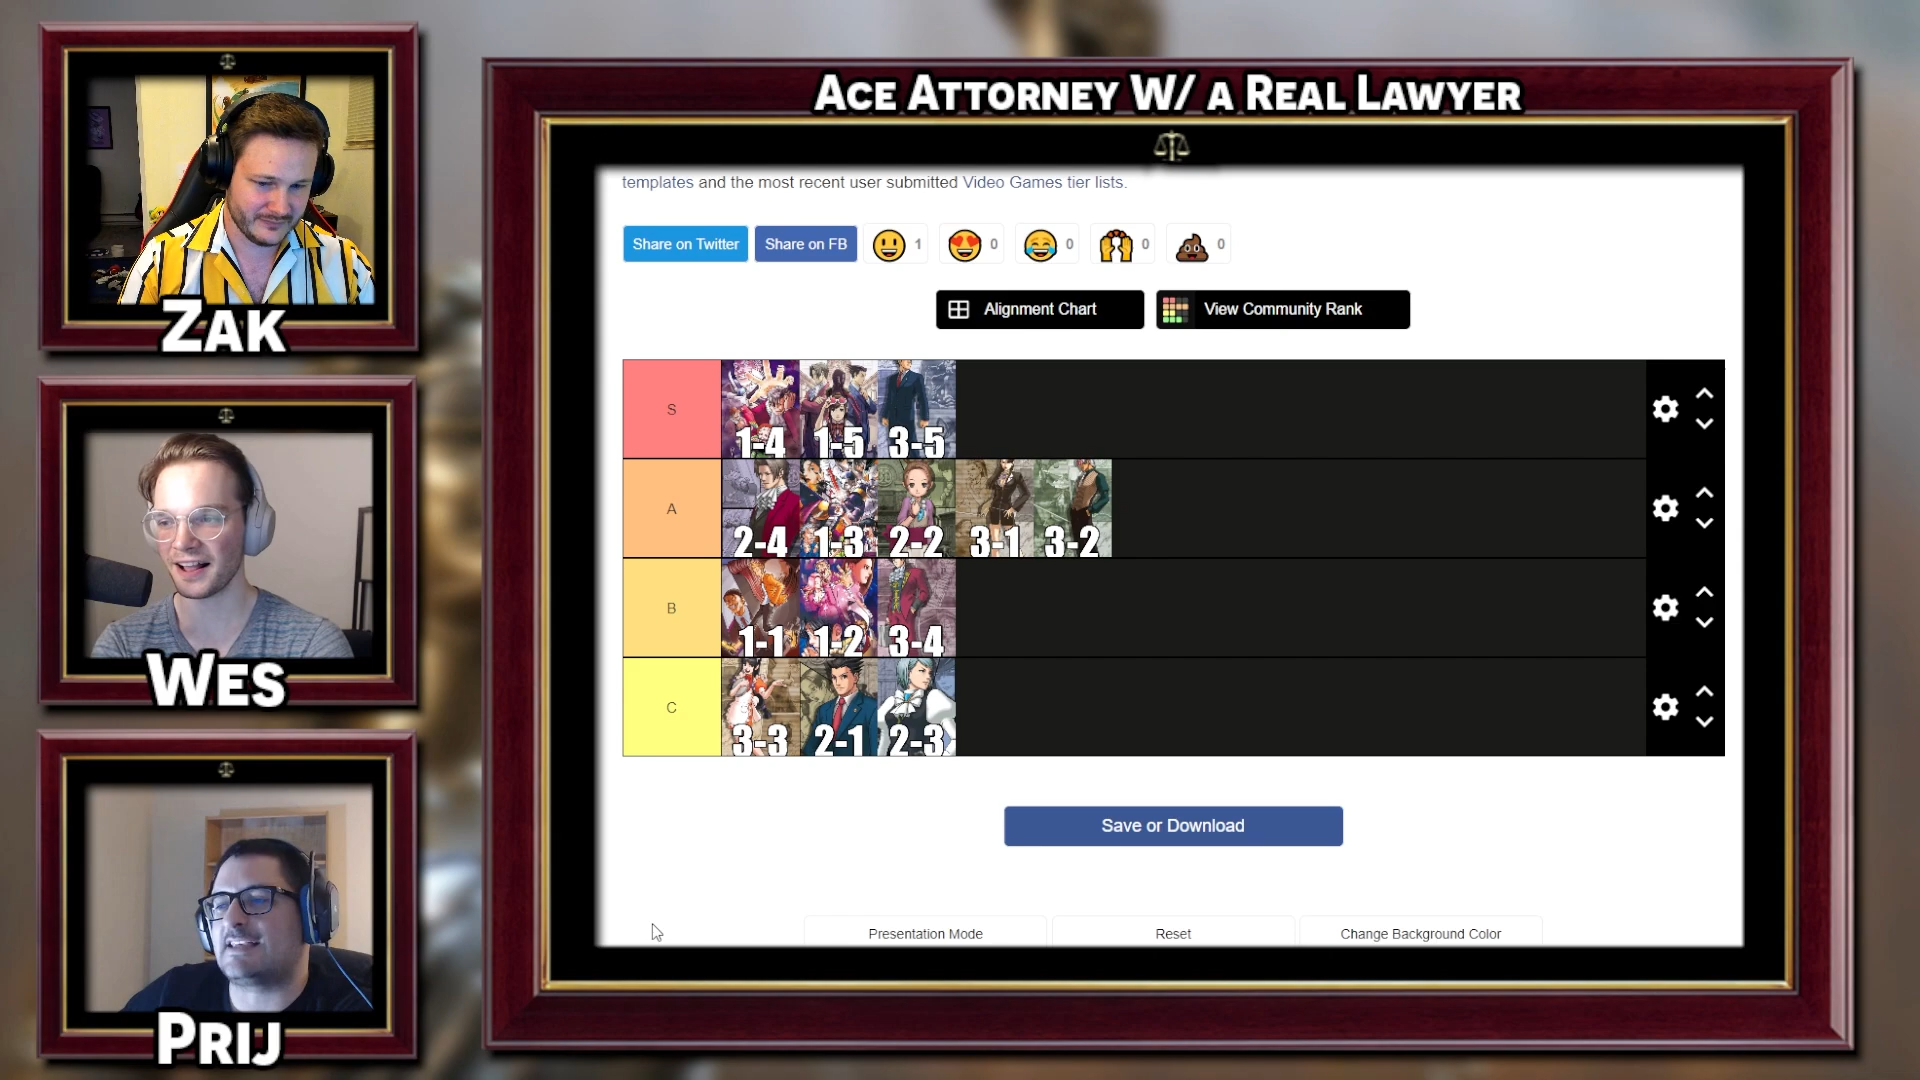 Ace Attorney W/ a Real Lawyer
templates and the most recent user submitted Video Games tier lists.
Share on Twitter
Share on FB
1
0
0
0
0
Alignment Chart
View Community Rank
S
1-4
1-5
3-5
A
2-4
1-3
2-2
3-1
3-2
B
1-1
1-2
3-4
C
3-3
2-1
2-3
Save or Download
Presentation Mode
Reset
Change Background Color
Zak
Wes
Prij